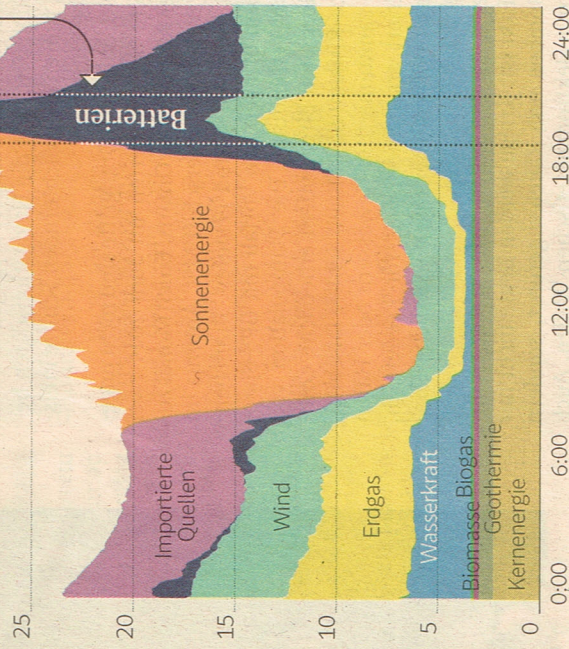 25
20
15
10
5
0
Importierte
Quellen
Wind
Erdgas
Wasserkraft
Biomasse Biogas
Geothermie
Kernenergie
Sonnenenergie
Batterien
0:00
6:00
12:00
18:00
24:00